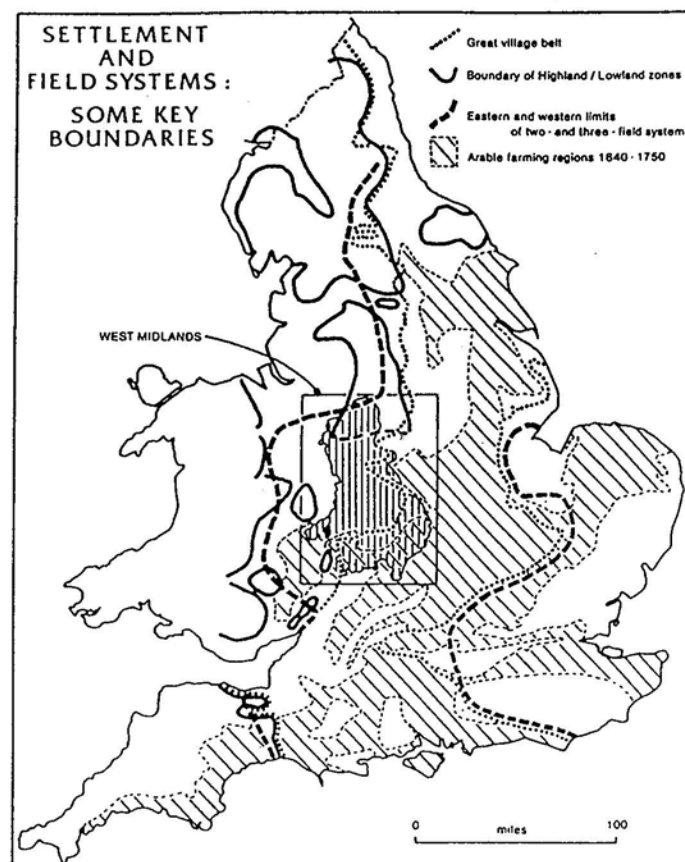 SETTLEMENT
AND
FIELD SYSTEMS :
SOME KEY
BOUNDARIES
Great village belt
Boundary of Highland / Lowland zones
Eastern and western limits
of two - and three - field system
Arable farming regions 1640 - 1750
WEST MIDLANDS
0 100
miles